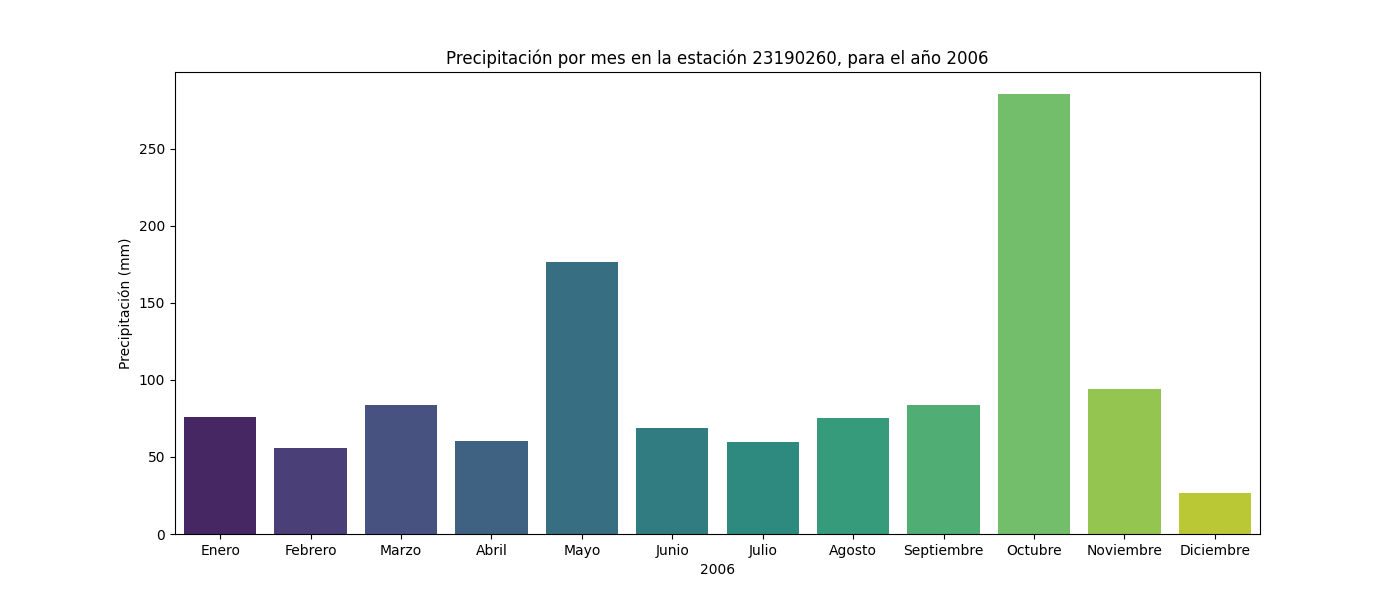 Precipitación por mes en la estación 23190260, para el año 2006
Precipitación (mm)
250
200
150
100
50
0
Enero Febrero Marzo Abril Mayo Junio Julio Agosto Septiembre Octubre Noviembre Diciembre
2006